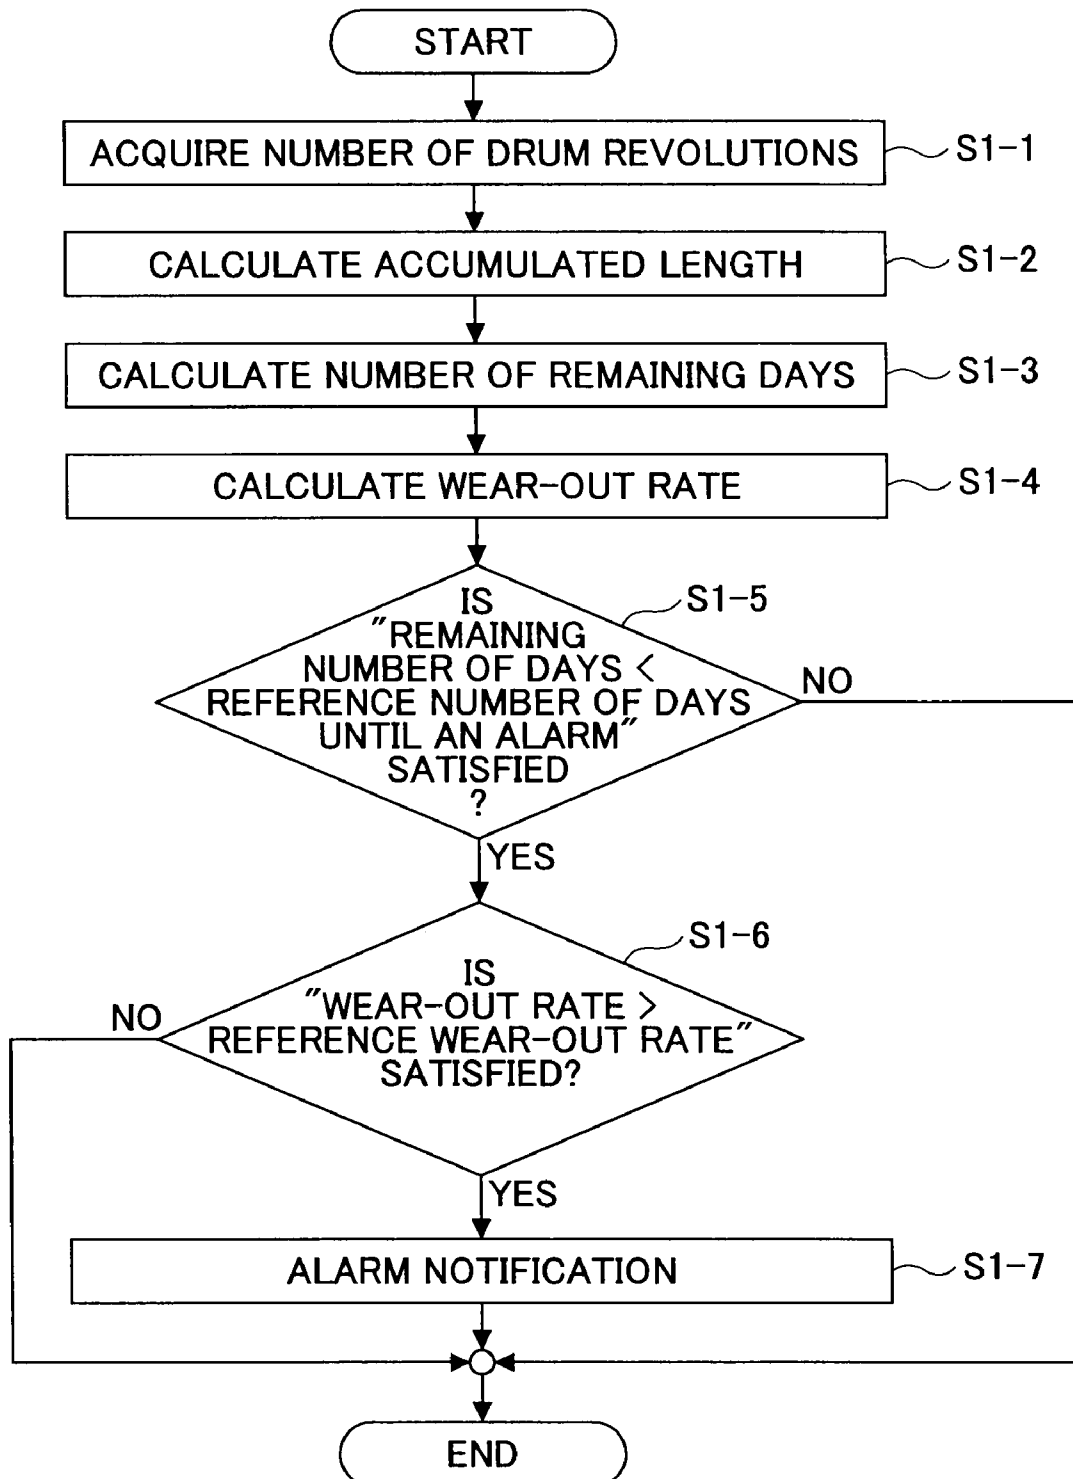 START
ACQUIRE NUMBER OF DRUM REVOLUTIONS
S1-1
CALCULATE ACCUMULATED LENGTH
S1-2
CALCULATE NUMBER OF REMAINING DAYS
S1-3
CALCULATE WEAR-OUT RATE
S1-4
S1-5
IS
"REMAINING
NUMBER OF DAYS <
REFERENCE NUMBER OF DAYS
UNTIL AN ALARM"
SATISFIED
?
NO
YES
S1-6
IS
"WEAR-OUT RATE >
REFERENCE WEAR-OUT RATE"
SATISFIED?
NO
YES
ALARM NOTIFICATION
S1-7
END